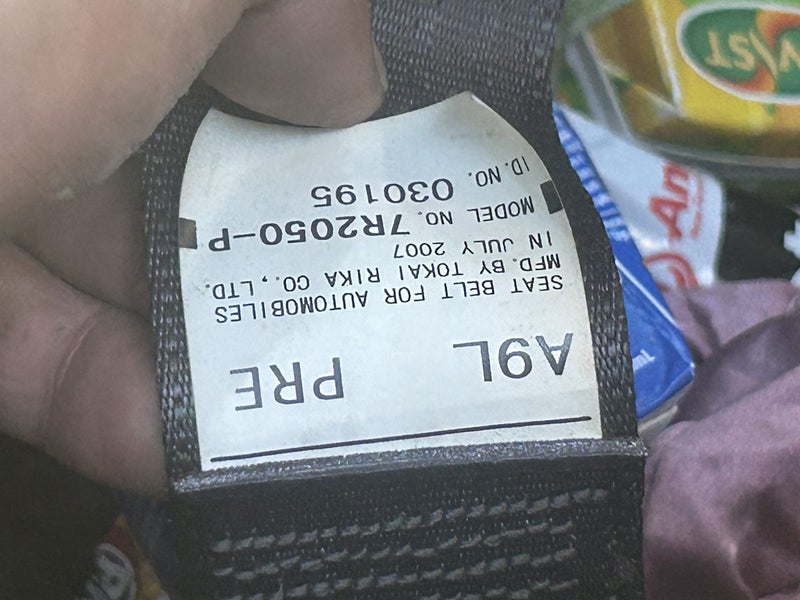 A9L PRE
SEAT BELT FOR AUTOMOBILES
MFD. BY TOKAI RIKA CO., LTD.
IN JULY 2007
MODEL NO. 7R2050-P
ID. NO. 030195